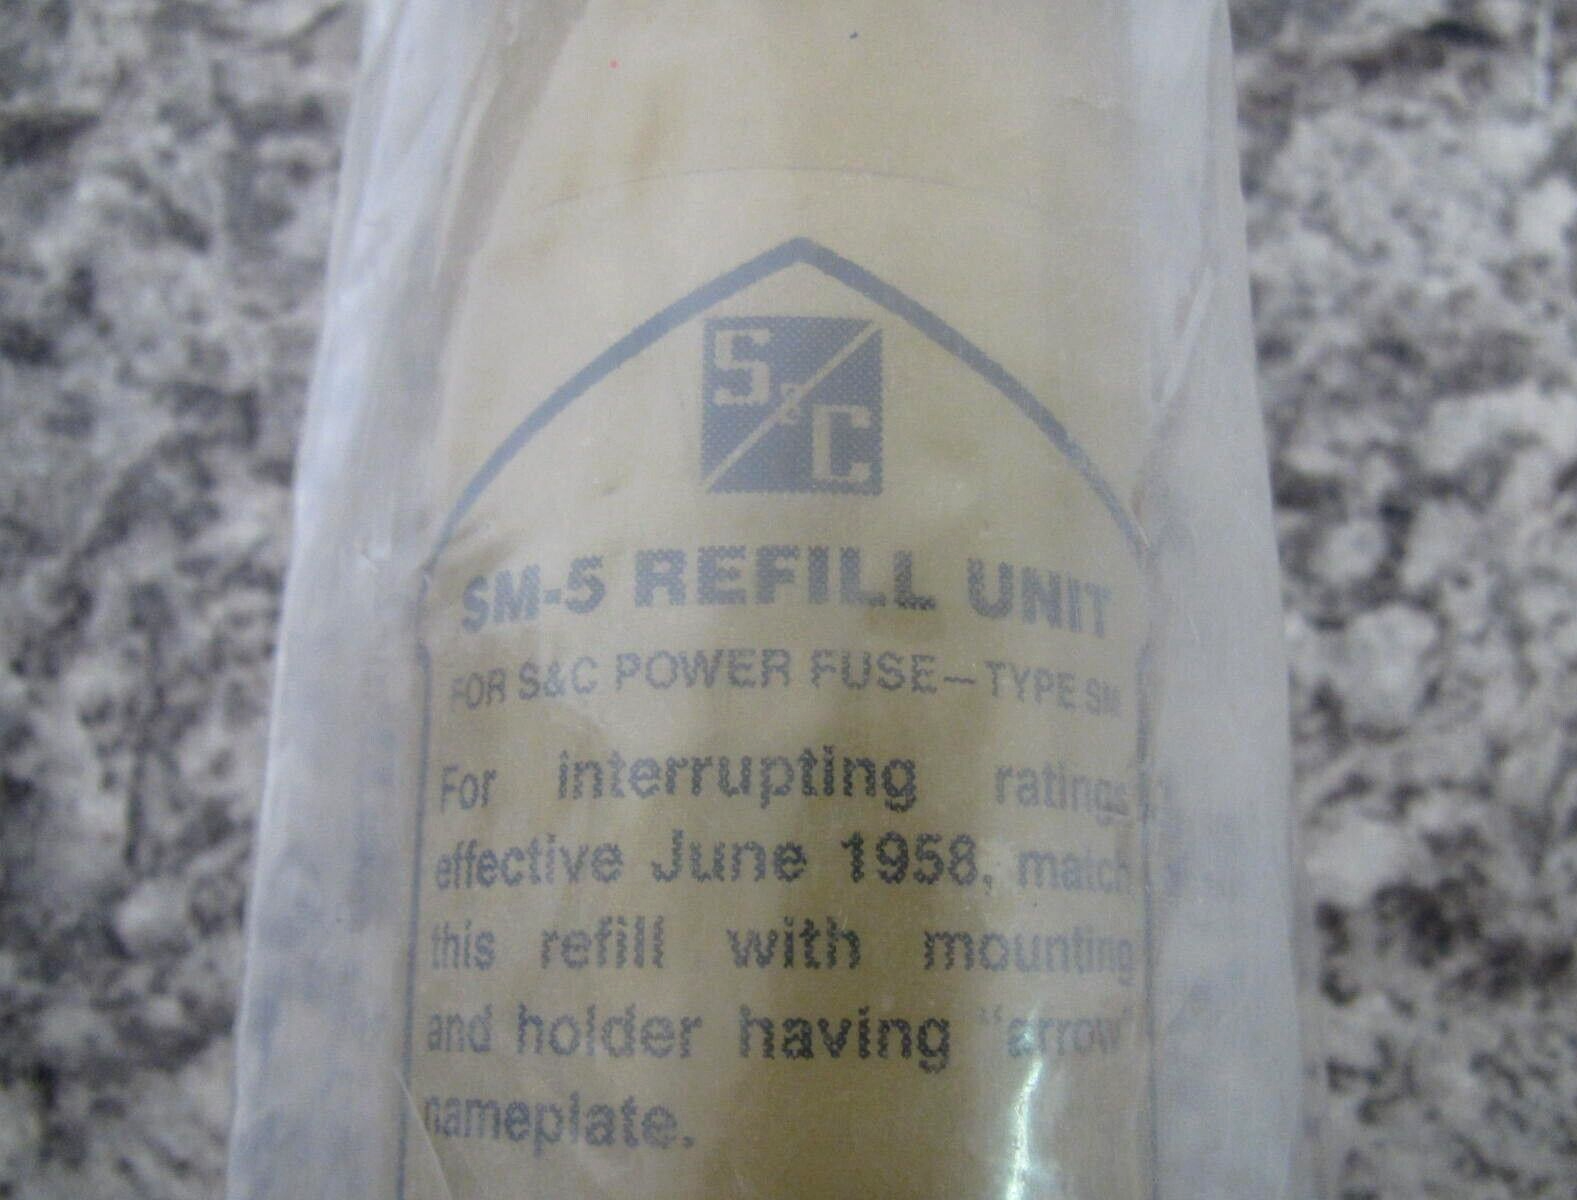 S&C
SM-5 REFILL UNIT
FOR S&C POWER FUSE – TYPE SM
For interrupting ratings
effective June 1958, match
this refill with mounting
and holder having "arrow"
nameplate.